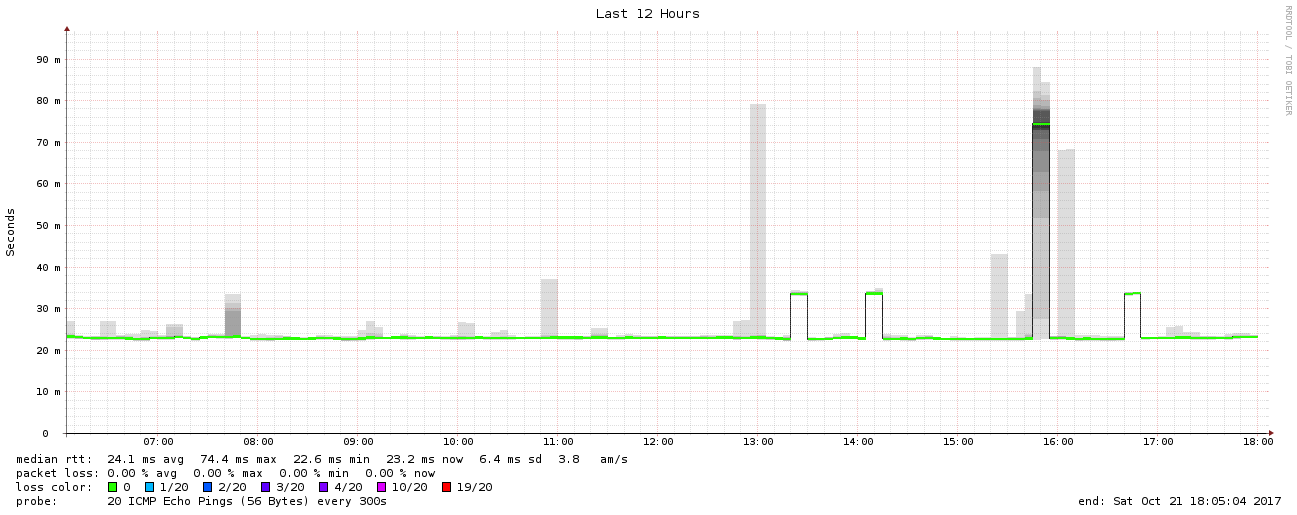 Last 12 Hours
RRDTOOL / TOBI OETIKER
Seconds
90 m
80 m
70 m
60 m
50 m
40 m
30 m
20 m
10 m
0
07:00 08:00 09:00 10:00 11:00 12:00 13:00 14:00 15:00 16:00 17:00 18:00
median rtt: 24.1 ms avg 74.4 ms max 22.6 ms min 23.2 ms now 6.4 ms sd 3.8 am/s
packet loss: 0.00 % avg 0.00 % max 0.00 % min 0.00 % now
loss color: 0 1/20 2/20 3/20 4/20 10/20 19/20
probe: 20 ICMP Echo Pings (56 Bytes) every 300s end: Sat Oct 21 18:05:04 2017